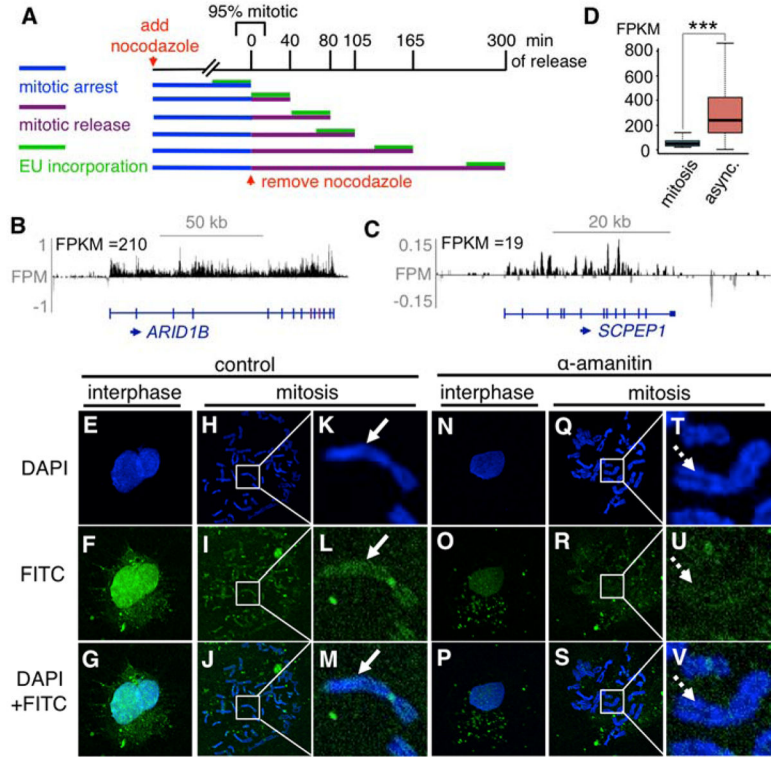 A
95% mitotic
add
nocodazole
0 40 80 105 165 300 min
of release
mitotic arrest
mitotic release
EU incorporation
remove nocodazole
D
FPKM
***
800
600
400
200
0
mitosis
async.
B
50 kb
1
FPKM =210
FPM
-1
ARID1B
C
20 kb
0.15
FPKM =19
FPM
-0.15
SCPEP1
control
α-amanitin
interphase
mitosis
interphase
mitosis
E H K N Q T
DAPI
F I L O R U
FITC
G J M P S V
DAPI
+FITC